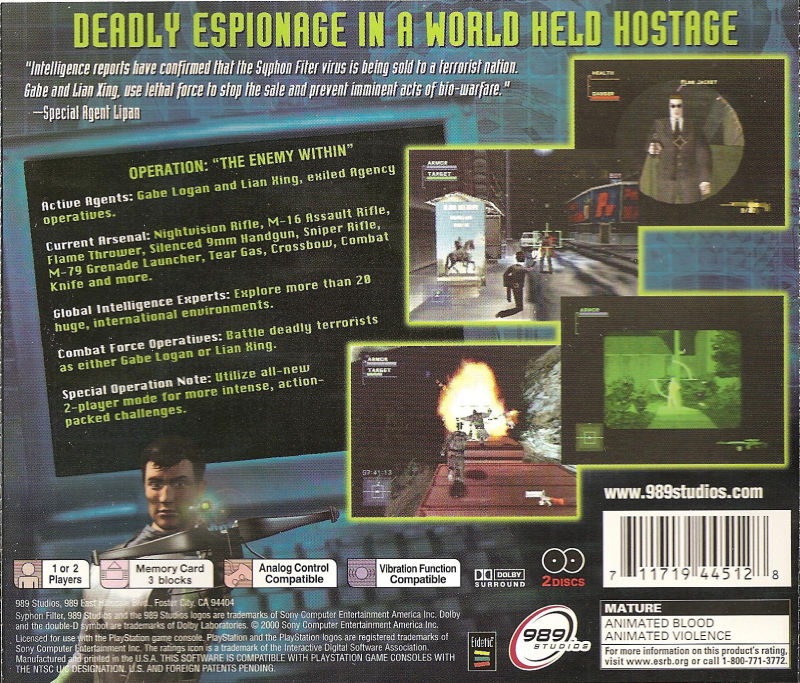 DEADLY ESPIONAGE IN A WORLD HELD HOSTAGE
"Intelligence reports have confirmed that the Syphon Fiter virus is being sold to a terrorist nation.
Gabe and Lian Xing, use lethal force to stop the sale and prevent imminent acts of bio-warfare."
—Special Agent Lipan
OPERATION: "THE ENEMY WITHIN"
Active Agents: Gabe Logan and Lian Xing, exiled Agency
operatives.
Current Arsenal: Nightvision Rifle, M-16 Assault Rifle,
Flame Thrower, Silenced 9mm Handgun, Sniper Rifle,
M-79 Grenade Launcher, Tear Gas, Crossbow, Combat
Knife and more.
Global Intelligence Experts: Explore more than 20
huge, international environments.
Combat Force Operatives: Battle deadly terrorists
as either Gabe Logan or Lian Xing.
Special Operation Note: Utilize all-new
2-player mode for more intense, action-
packed challenges.
HEALTH
DANGER
FLAK JACKET
ARMOR
TARGET
ARMOR
ARMOR
TARGET
07:41:13
www.989studios.com
1 or 2
Players
Memory Card
3 blocks
Analog Control
Compatible
Vibration Function
Compatible
DOLBY
SURROUND
2 DISCS
7 11719 44512 8
989 Studios, 989 East Blvd., Foster City, CA 94404
Syphon Filter, 989 Studios and the 989 Studios logos are trademarks of Sony Computer Entertainment America Inc. Dolby
and the double-D symbol are trademarks of Dolby Laboratories. © 2000 Sony Computer Entertainment America Inc.
Licensed for use with the PlayStation game console. PlayStation and the PlayStation logos are registered trademarks of
Sony Computer Entertainment Inc. The ratings icon is a trademark of the Interactive Digital Software Association.
Manufactured and printed in the U.S.A. THIS SOFTWARE IS COMPATIBLE WITH PLAYSTATION GAME CONSOLES WITH
THE NTSC U/C DESIGNATION. U.S. AND FOREIGN PATENTS PENDING.
Eidetic
989
STUDIOS
MATURE
ANIMATED BLOOD
ANIMATED VIOLENCE
For more information on this product's rating,
visit www.esrb.org or call 1-800-771-3772.